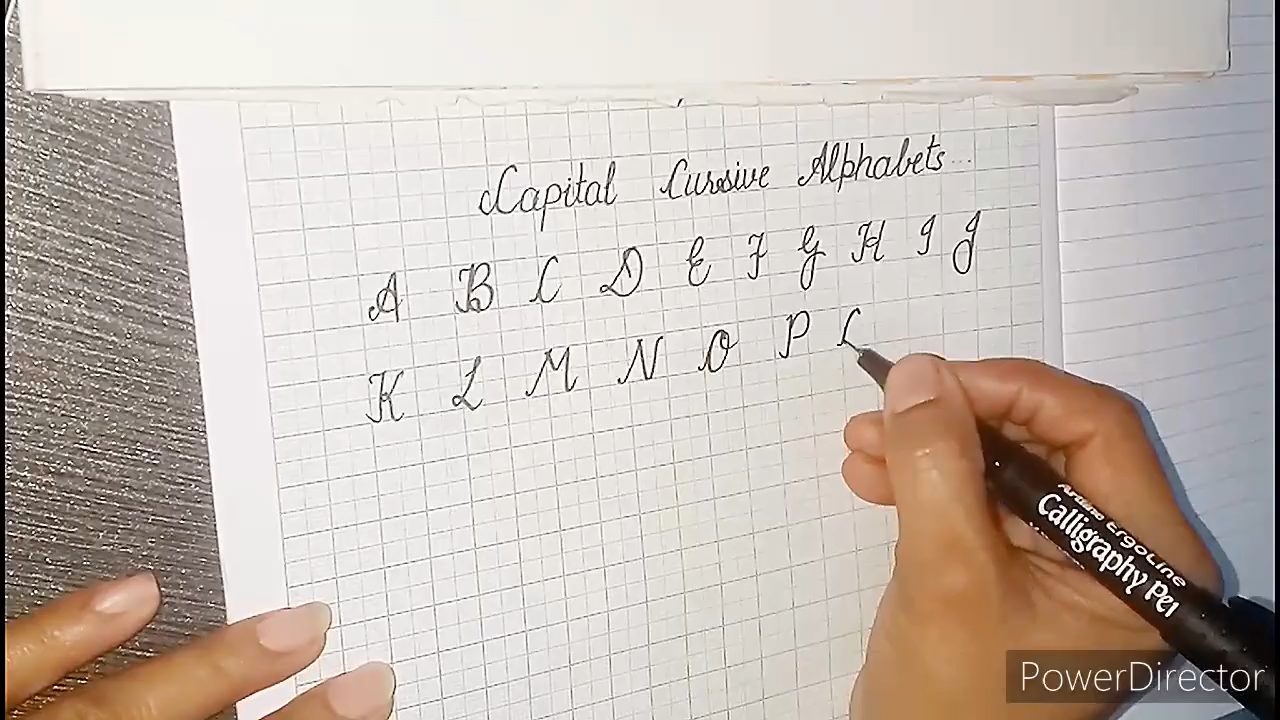 Capital Cursive Alphabets...
A B C D E F G H I J
K L M N O P
Calligraphy Pen
PowerDirector